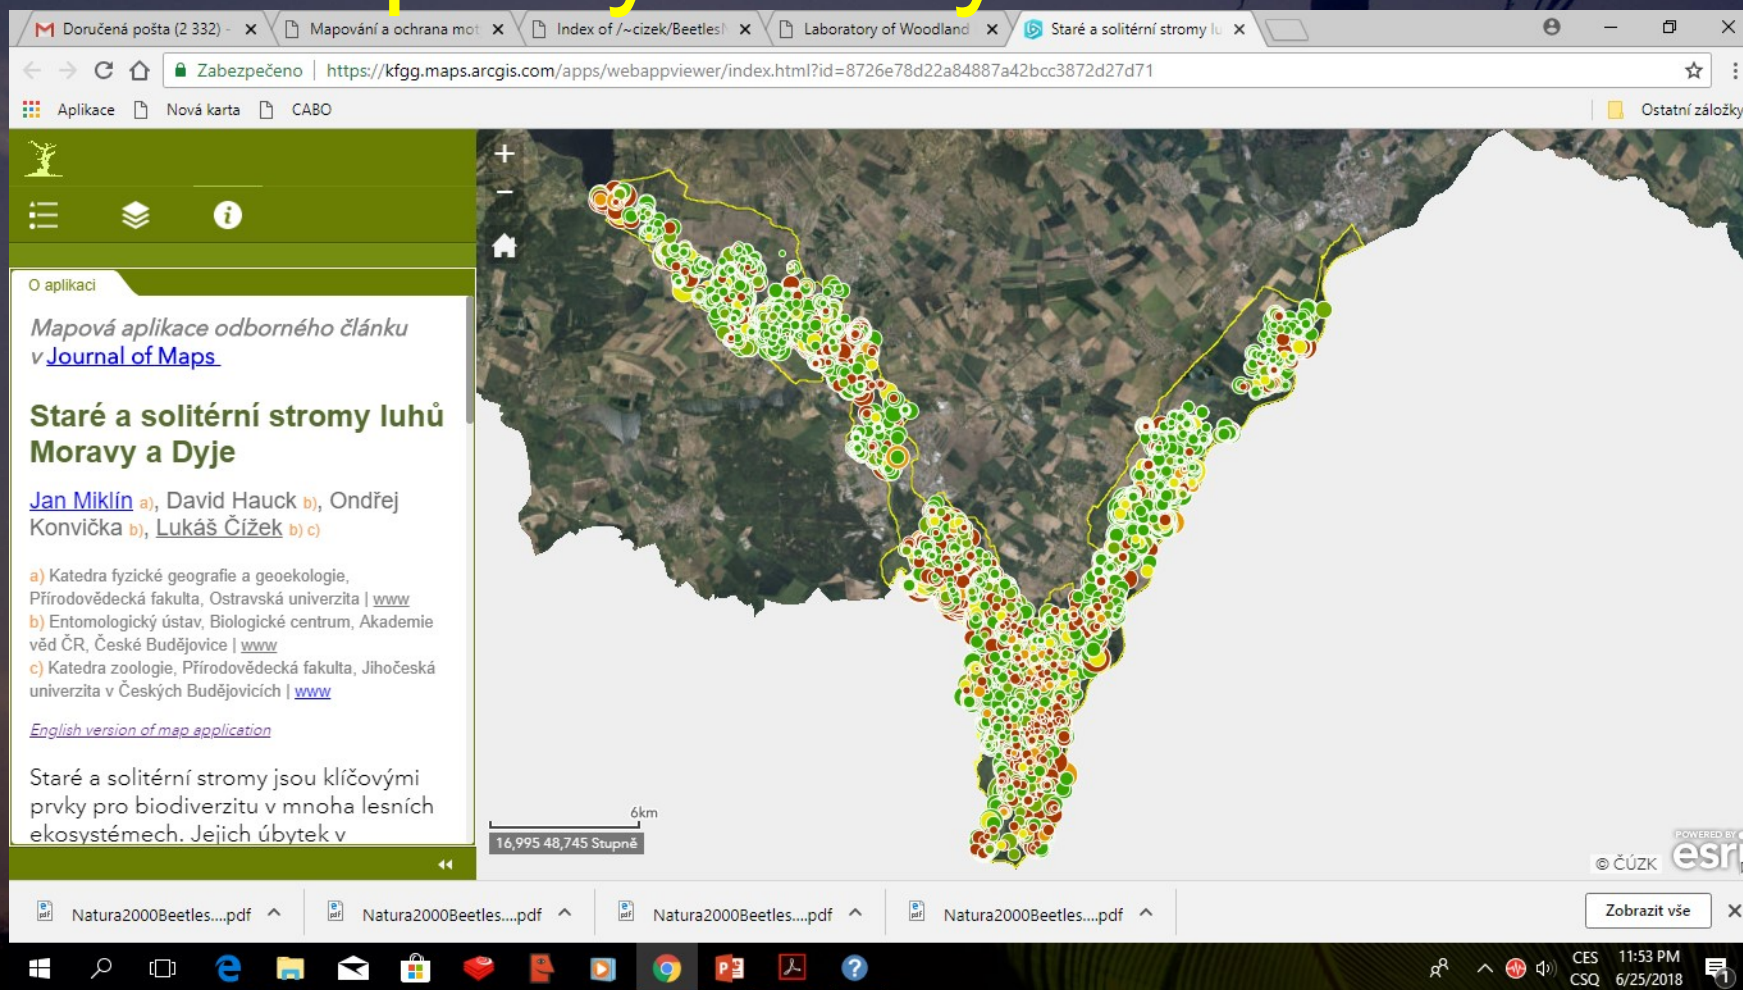 Doručená pošta (2 332) -
Mapování a ochrana mot
Index of /~cizek/Beetles
Laboratory of Woodland
Staré a solitérní stromy lu
Zabezpečeno | https://kfgg.maps.arcgis.com/apps/webappviewer/index.html?id=8726e78d22a84887a42bcc3872d27d71
Aplikace
Nová karta
CABO
Ostatní záložky
O aplikaci
Mapová aplikace odborného článku
v Journal of Maps
Staré a solitérní stromy luhů
Moravy a Dyje
Jan Miklín a), David Hauck b), Ondřej
Konvička b), Lukáš Čížek b) c)
a) Katedra fyzické geografie a geoekologie,
Přírodovědecká fakulta, Ostravská univerzita | www
b) Entomologický ústav, Biologické centrum, Akademie
věd ČR, České Budějovice | www
c) Katedra zoologie, Přírodovědecká fakulta, Jihočeská
univerzita v Českých Budějovicích | www
English version of map application
Staré a solitérní stromy jsou klíčovými
prvky pro biodiverzitu v mnoha lesních
ekosystémech. Jejich úbytek v
6km
16,995 48,745 Stupně
POWERED BY
esri
© ČÚZK
Natura2000Beetles....pdf
Natura2000Beetles....pdf
Natura2000Beetles....pdf
Natura2000Beetles....pdf
Zobrazit vše
CES
CSQ
11:53 PM
6/25/2018
1